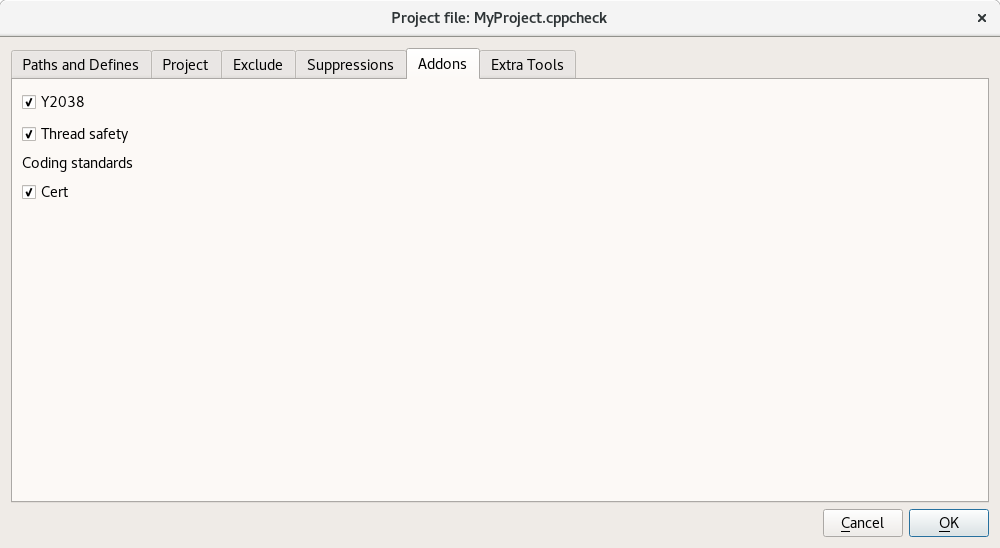 Project file: MyProject.cppcheck
Paths and Defines Project Exclude Suppressions Addons Extra Tools
Y2038
Thread safety
Coding standards
Cert
Cancel OK